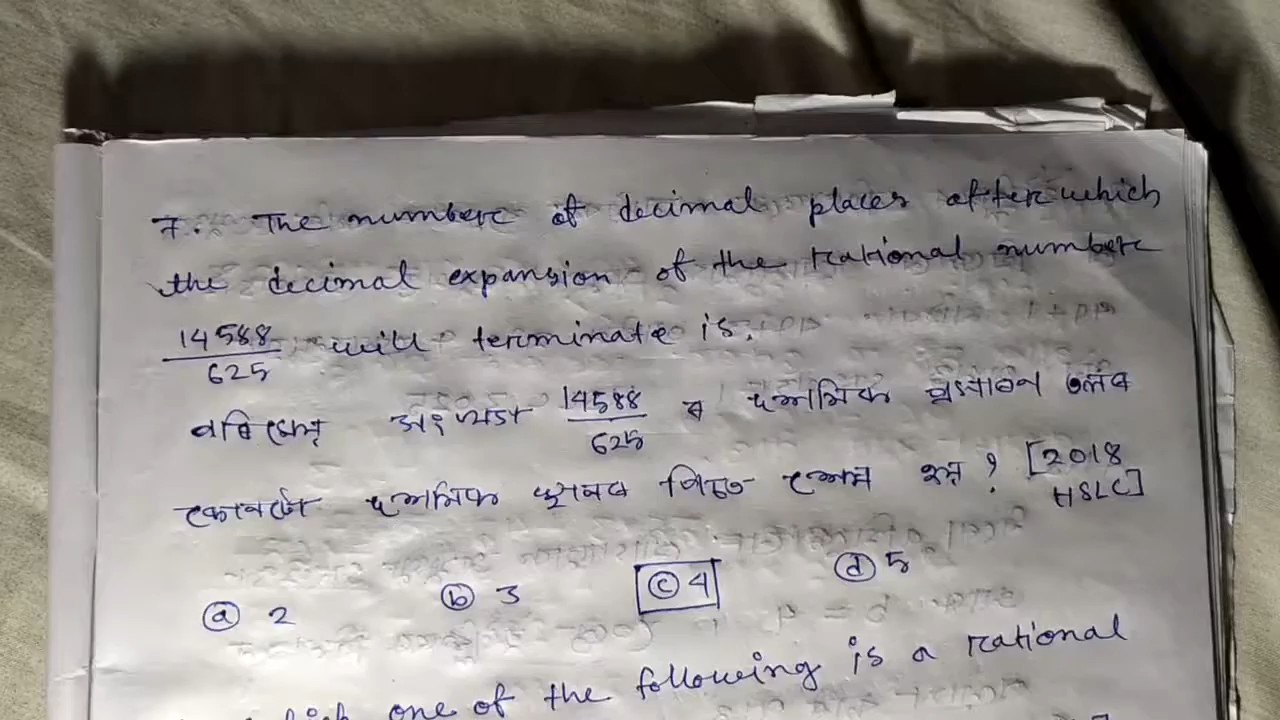 7. The number of decimal places after which
the decimal expansion of the rational number
14588/625 will terminate is.
পৰিমেয় সংখ্যা 14588/625 ৰ দশমিক প্ৰসাৰণ তলৰ
কোনটো দশমিক স্থানৰ পিছত শেষ হয় ? [2018
HSLC]
ⓐ 2 ⓑ 3 ⓒ 4 ⓓ 5
one of the following is a rational